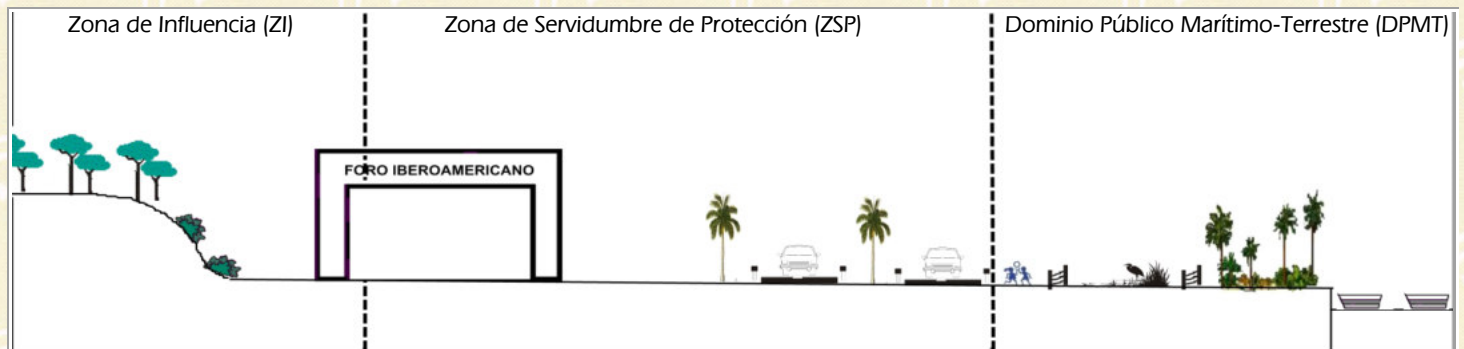 Zona de Influencia (ZI)
Zona de Servidumbre de Protección (ZSP)
Dominio Público Marítimo-Terrestre (DPMT)
FORO IBEROAMERICANO